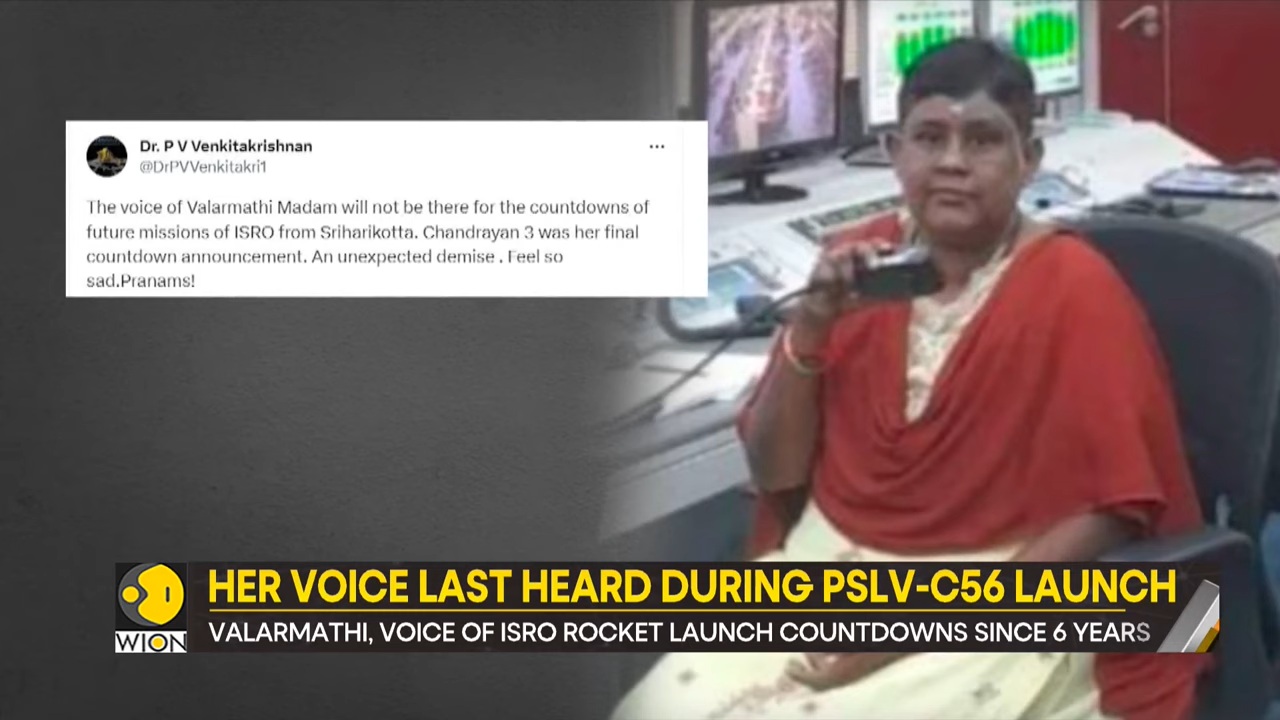 Dr. P V Venkitakrishnan
@DrPVVenkitakri1
The voice of Valarmathi Madam will not be there for the countdowns of
future missions of ISRO from Sriharikotta. Chandrayan 3 was her final
countdown announcement. An unexpected demise . Feel so
sad.Pranams!
HER VOICE LAST HEARD DURING PSLV-C56 LAUNCH
VALARMATHI, VOICE OF ISRO ROCKET LAUNCH COUNTDOWNS SINCE 6 YEARS
WION